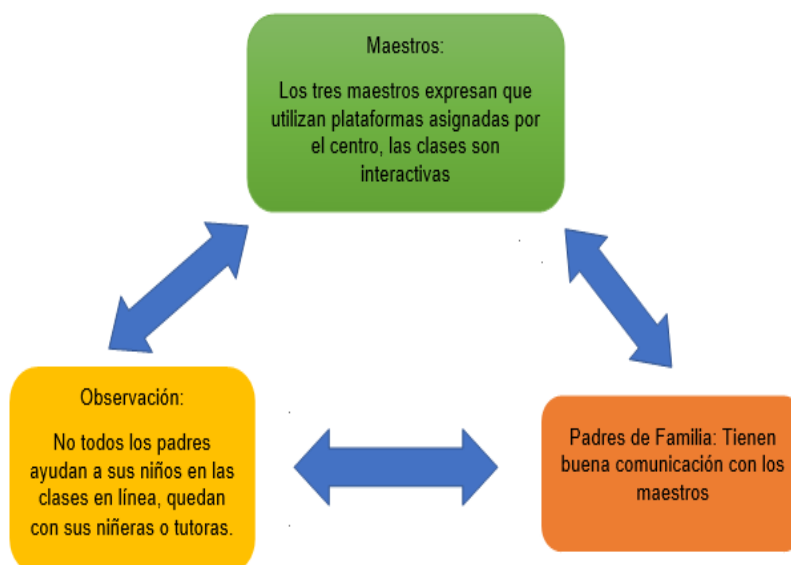 Maestros:
Los tres maestros expresan que
utilizan plataformas asignadas por
el centro, las clases son
interactivas
Observación:
No todos los padres
ayudan a sus niños en las
clases en línea, quedan
con sus niñeras o tutoras.
Padres de Familia: Tienen
buena comunicación con los
maestros